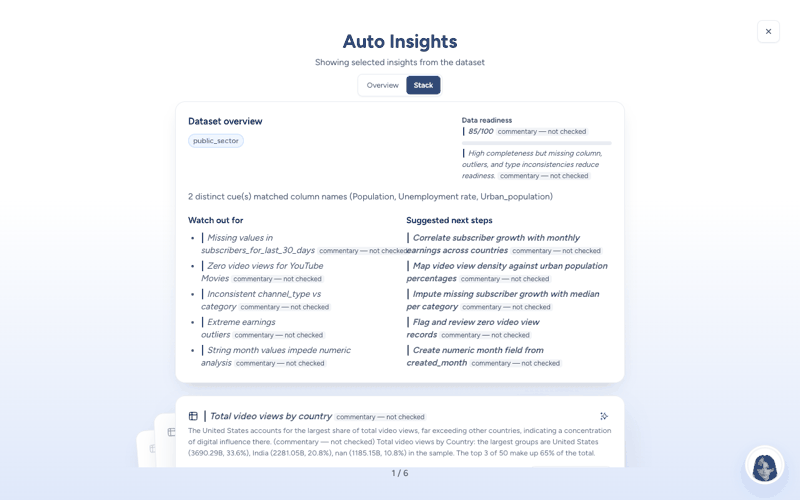 Auto Insights
Showing selected insights from the dataset
Overview Stack
Dataset overview
public_sector
Data readiness
85/100 commentary — not checked
High completeness but missing column,
outliers, and type inconsistencies reduce
readiness. commentary — not checked
2 distinct cue(s) matched column names (Population, Unemployment rate, Urban_population)
Watch out for
• Missing values in
subscribers_for_last_30_days commentary — not checked
• Zero video views for YouTube
Movies commentary — not checked
• Inconsistent channel_type vs
category commentary — not checked
• Extreme earnings
outliers commentary — not checked
• String month values impede numeric
analysis commentary — not checked
Suggested next steps
Correlate subscriber growth with monthly
earnings across countries commentary — not checked
Map video view density against urban population
percentages commentary — not checked
Impute missing subscriber growth with median
per category commentary — not checked
Flag and review zero video view
records commentary — not checked
Create numeric month field from
created_month commentary — not checked
Total video views by country commentary — not checked
The United States accounts for the largest share of total video views, far exceeding other countries, indicating a concentration
of digital influence there. (commentary — not checked) Total video views by Country: the largest groups are United States
(3690.29B, 33.6%), India (2281.05B, 20.8%), nan (1185.15B, 10.8%) in the sample. The top 3 of 50 make up 65% of the total.
1 / 6